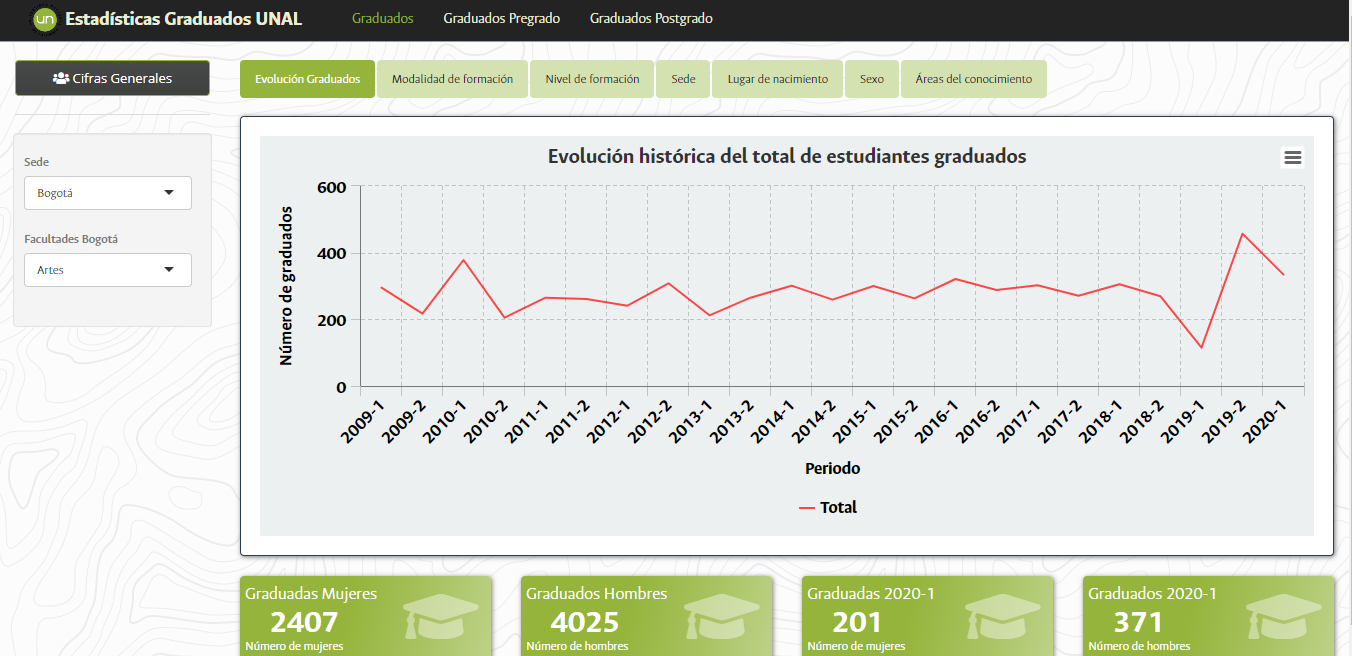 un Estadísticas Graduados UNAL Graduados Graduados Pregrado Graduados Postgrado
Cifras Generales
Evolución Graduados Modalidad de formación Nivel de formación Sede Lugar de nacimiento Sexo Áreas del conocimiento
Sede
Bogotá
Facultades Bogotá
Artes
Evolución histórica del total de estudiantes graduados
Número de graduados
600
400
200
0
2009-1 2009-2 2010-1 2010-2 2011-1 2011-2 2012-1 2012-2 2013-1 2013-2 2014-1 2014-2 2015-1 2015-2 2016-1 2016-2 2017-1 2017-2 2018-1 2018-2 2019-1 2019-2 2020-1
Periodo
Total
Graduadas Mujeres
2407
Número de mujeres
Graduados Hombres
4025
Número de hombres
Graduadas 2020-1
201
Número de mujeres
Graduados 2020-1
371
Número de hombres